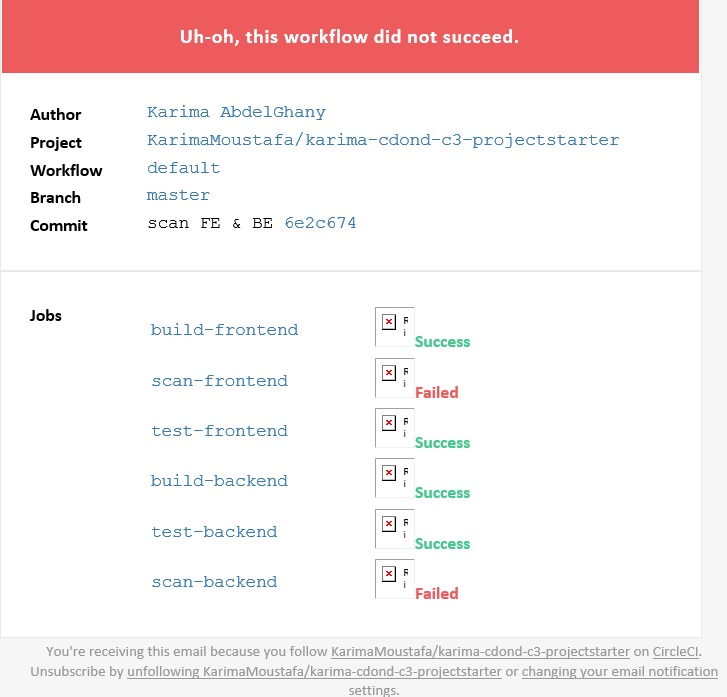 Uh-oh, this workflow did not succeed.
Author Karima AbdelGhany
Project KarimaMoustafa/karima-cdond-c3-projectstarter
Workflow default
Branch master
Commit scan FE & BE 6e2c674
Jobs
build-frontend R i Success
scan-frontend R i Failed
test-frontend R i Success
build-backend R i Success
test-backend R i Success
scan-backend R i Failed
You're receiving this email because you follow KarimaMoustafa/karima-cdond-c3-projectstarter on CircleCI.
Unsubscribe by unfollowing KarimaMoustafa/karima-cdond-c3-projectstarter or changing your email notification
settings.